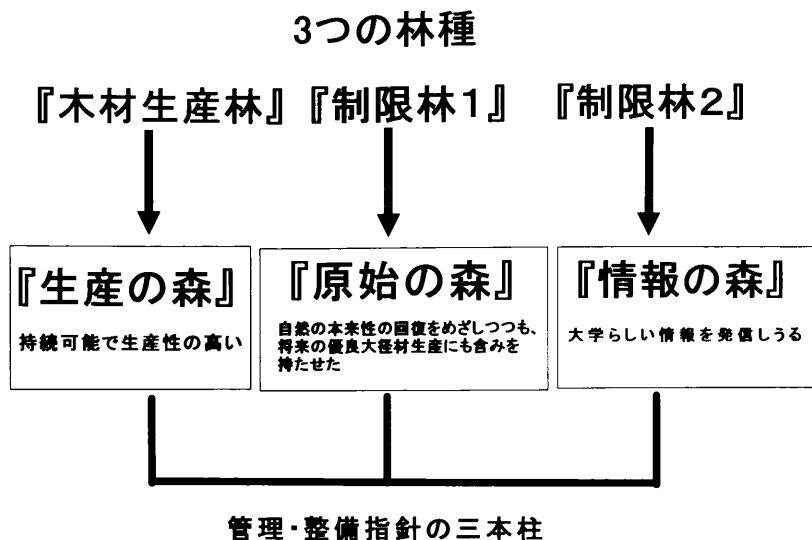 3つの林種
『木材生産林』『制限林1』 『制限林2』
『生産の森』
持続可能で生産性の高い
『原始の森』
自然の本来性の回復をめざしつつも、
将来の優良大径材生産にも含みを
持たせた
『情報の森』
大学らしい情報を発信しうる
管理・整備指針の三本柱